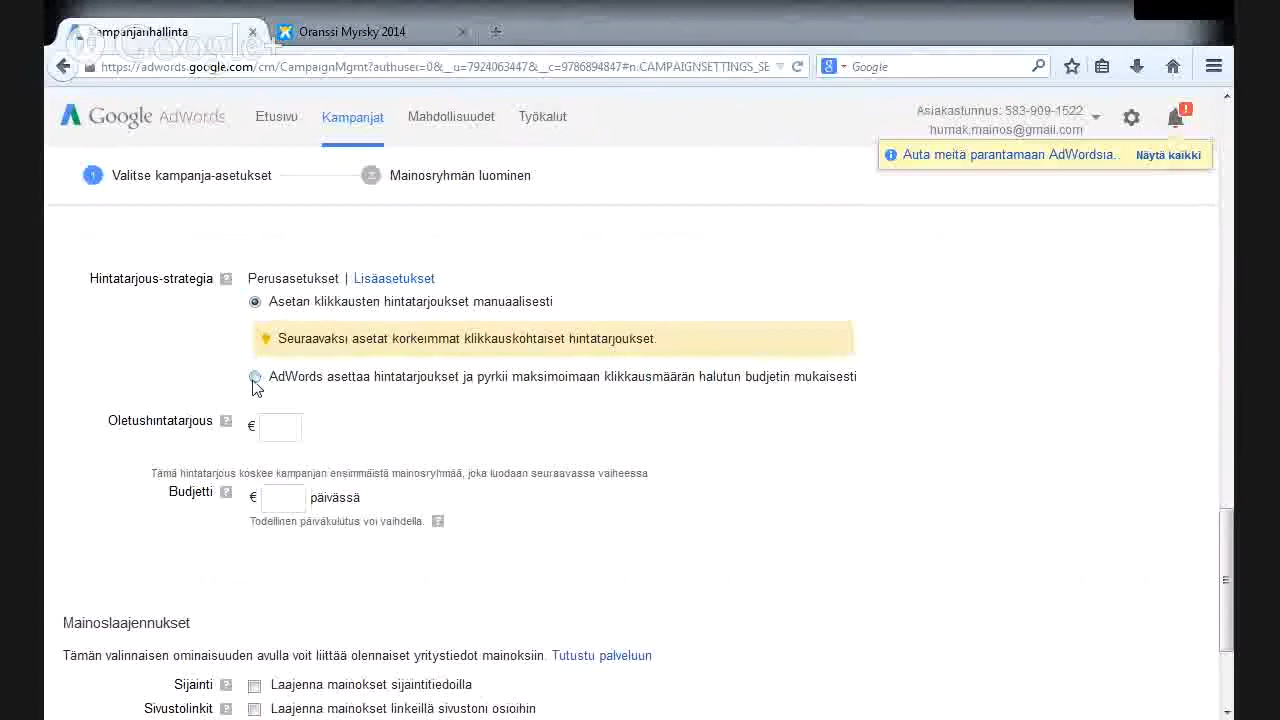 Kampanjanhallinta
Oranssi Myrsky 2014
Google+
https://adwords.google.com/cm/CampaignMgmt?authuser=0&__u=7924063447&__c=9786894847#n.CAMPAIGNSETTINGS_S
Google
Google AdWords
Etusivu
Kampanjat
Mahdollisuudet
Työkalut
Asiakastunnus: 583-909-1522
humak.mainos@gmail.com
Auta meitä parantamaan AdWordsia.. Näytä kaikki
1 Valitse kampanja-asetukset
2 Mainosryhmän luominen
Hintatarjous-strategia ? Perusasetukset | Lisäasetukset
Asetan klikkausten hintatarjoukset manuaalisesti
Seuraavaksi asetat korkeimmat klikkauskohtaiset hintatarjoukset.
AdWords asettaa hintatarjoukset ja pyrkii maksimoimaan klikkausmäärän halutun budjetin mukaisesti
Oletushintatarjous ? €
Tämä hintatarjous koskee kampanjan ensimmäistä mainosryhmää, joka luodaan seuraavassa vaiheessa
Budjetti ? € päivässä
Todellinen päiväkulutus voi vaihdella. ?
Mainoslaajennukset
Tämän valinnaisen ominaisuuden avulla voit liittää olennaiset yritystiedot mainoksiin. Tutustu palveluun
Sijainti ? Laajenna mainokset sijaintitiedoilla
Sivustolinkit ? Laajenna mainokset linkeillä sivustoni osioihin